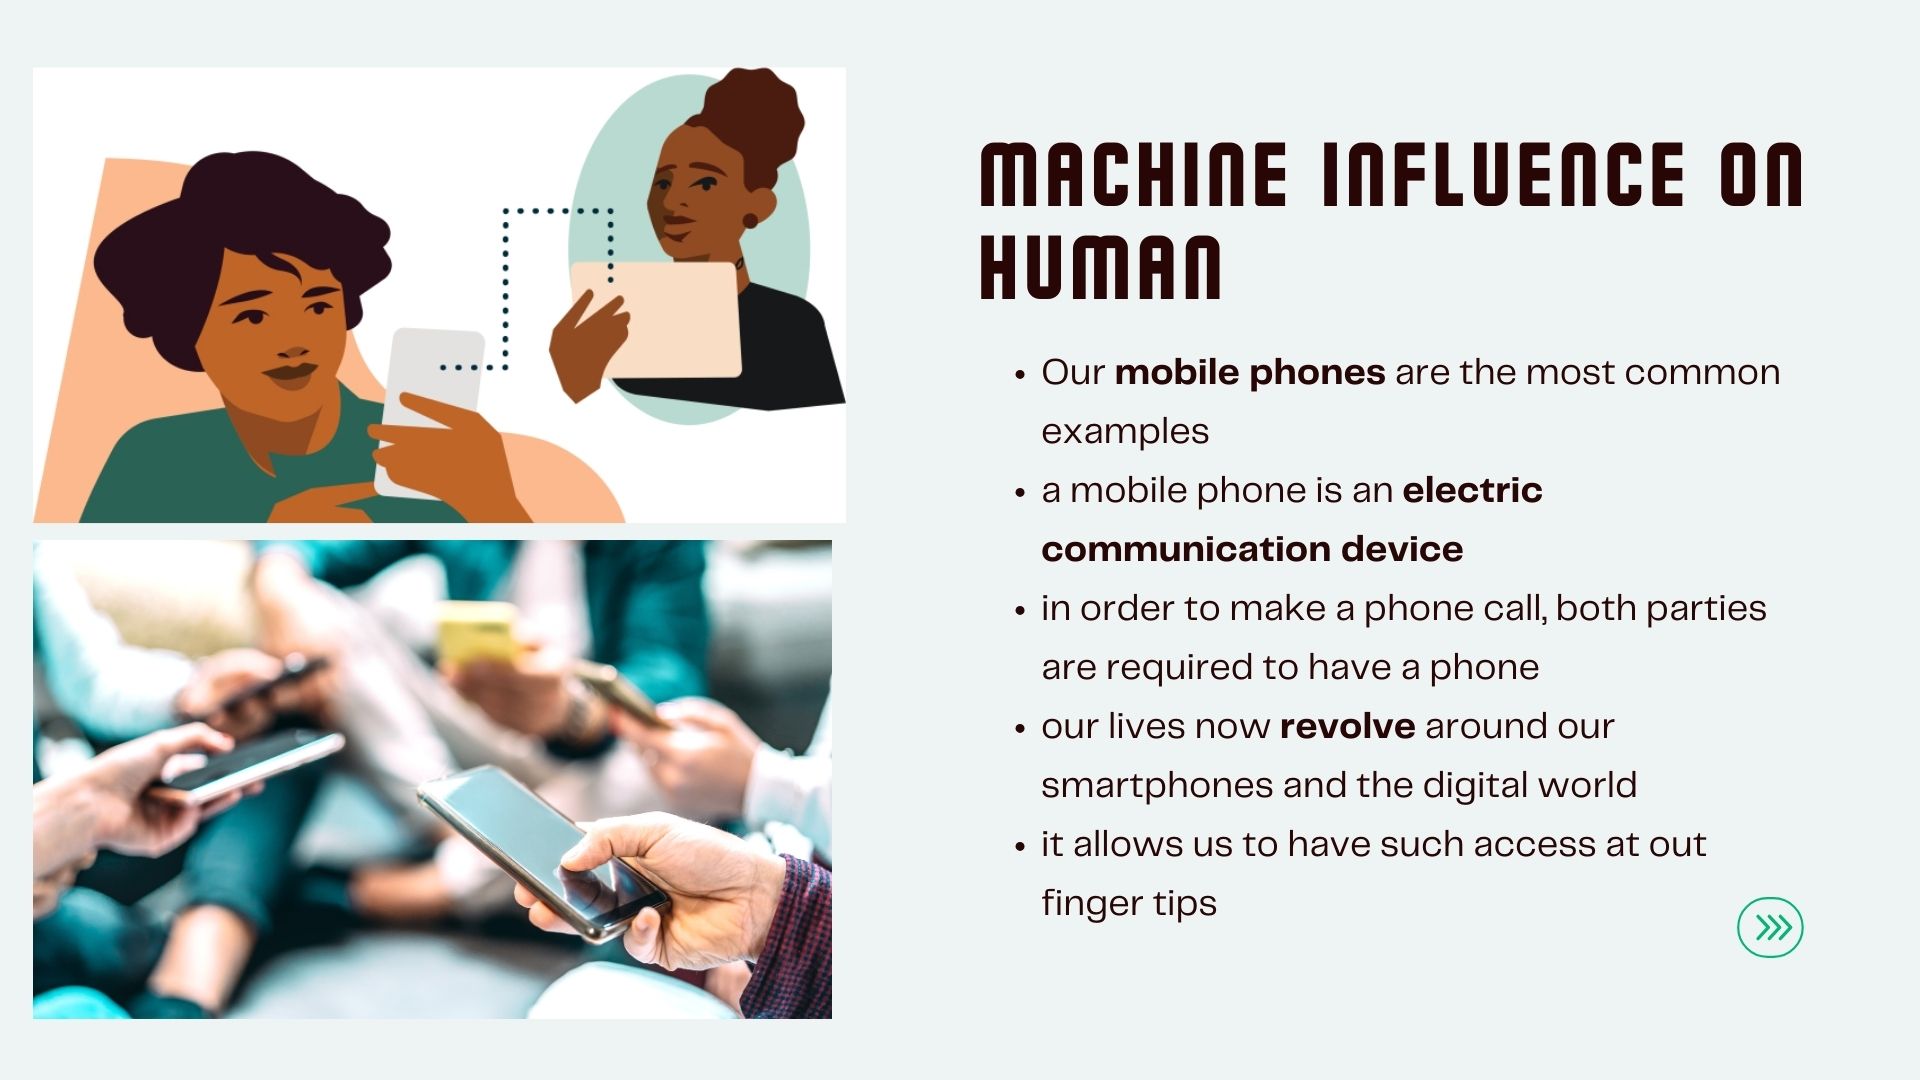 MACHINE INFLUENCE ON
HUMAN
• Our mobile phones are the most common
examples
• a mobile phone is an electric
communication device
• in order to make a phone call, both parties
are required to have a phone
• our lives now revolve around our
smartphones and the digital world
• it allows us to have such access at out
finger tips